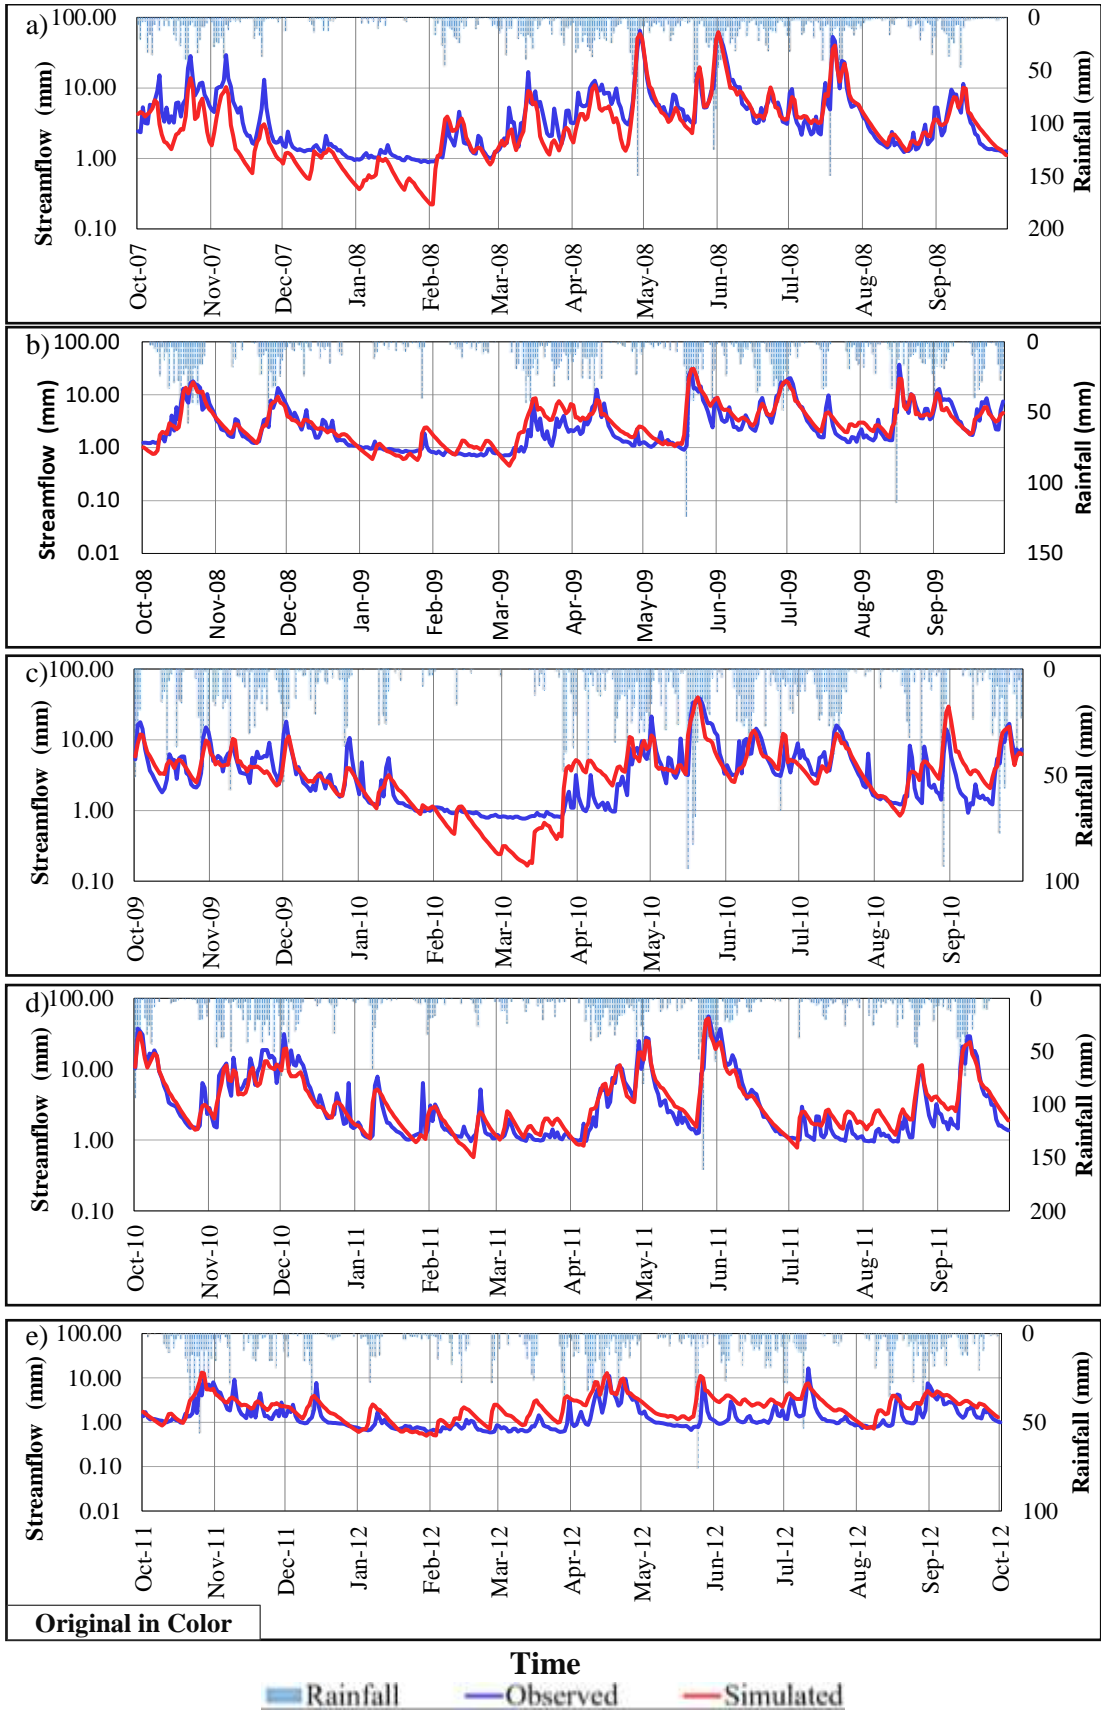 a)
Streamflow (mm)
100.00
10.00
1.00
0.10
0
50
100
150
200
Rainfall (mm)
Oct-07
Nov-07
Dec-07
Jan-08
Feb-08
Mar-08
Apr-08
May-08
Jun-08
Jul-08
Aug-08
Sep-08
b)
Streamflow (mm)
100.00
10.00
1.00
0.10
0.01
0
50
100
150
Rainfall (mm)
Oct-08
Nov-08
Dec-08
Jan-09
Feb-09
Mar-09
Apr-09
May-09
Jun-09
Jul-09
Aug-09
Sep-09
c)
Streamflow (mm)
100.00
10.00
1.00
0.10
0
50
100
Rainfall (mm)
Oct-09
Nov-09
Dec-09
Jan-10
Feb-10
Mar-10
Apr-10
May-10
Jun-10
Jul-10
Aug-10
Sep-10
d)
Streamflow (mm)
100.00
10.00
1.00
0.10
0
50
100
150
200
Rainfall (mm)
Oct-10
Nov-10
Dec-10
Jan-11
Feb-11
Mar-11
Apr-11
May-11
Jun-11
Jul-11
Aug-11
Sep-11
e)
Streamflow (mm)
100.00
10.00
1.00
0.10
0.01
0
50
100
Rainfall (mm)
Oct-11
Nov-11
Dec-11
Jan-12
Feb-12
Mar-12
Apr-12
May-12
Jun-12
Jul-12
Aug-12
Sep-12
Oct-12
Original in Color
Time
Rainfall Observed Simulated